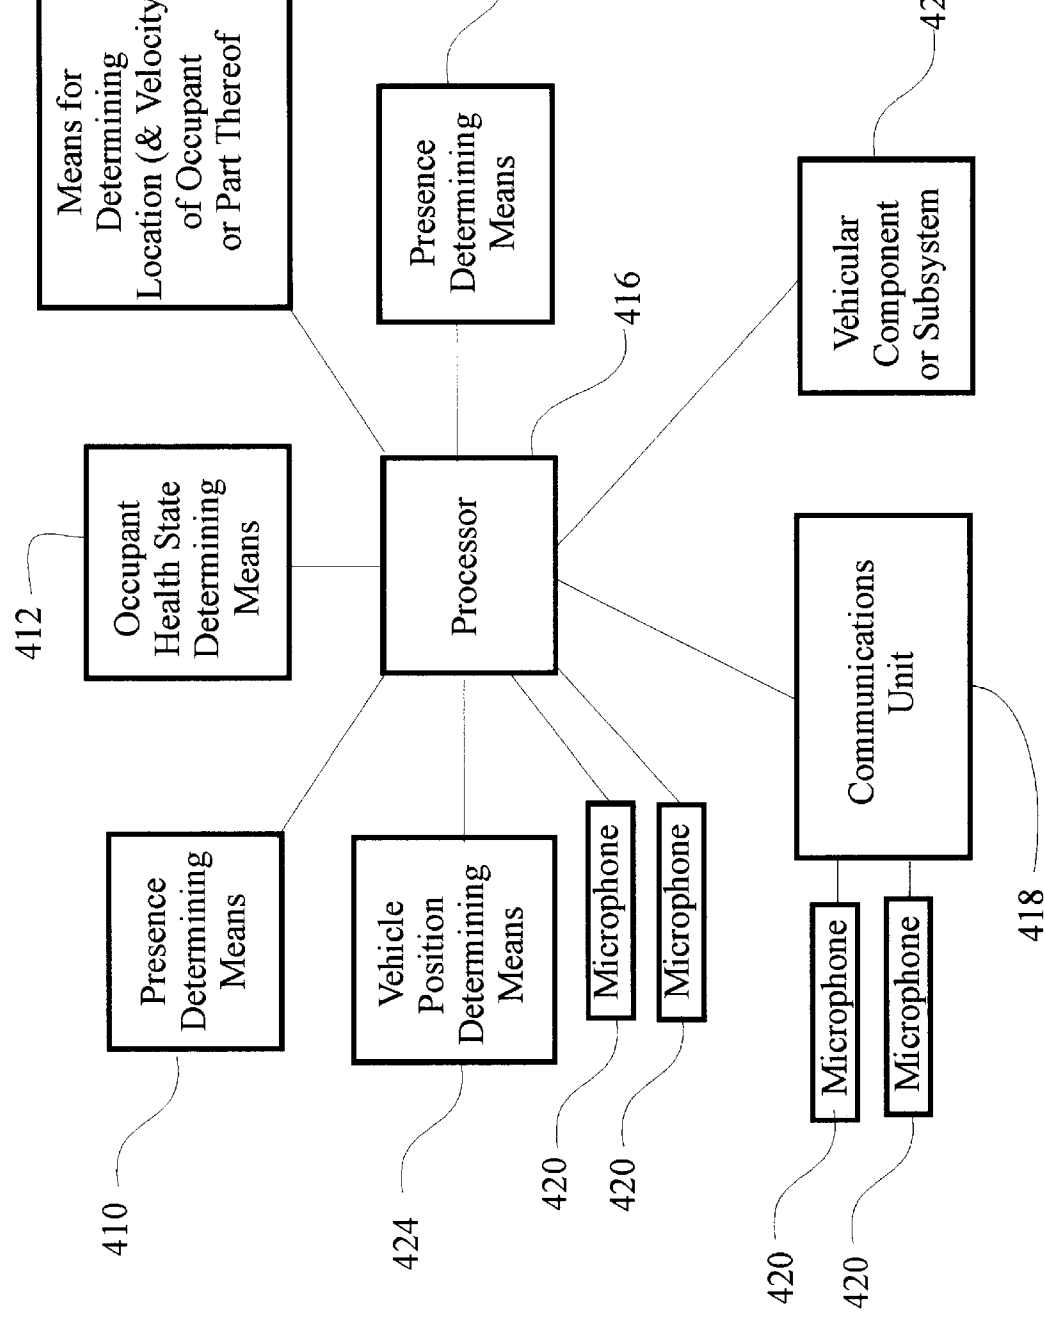 410
Presence
Determining
Means
412
Occupant
Health State
Determining
Means
Means for
Determining
Location (& Velocity
of Occupant
or Part Thereof
424
Vehicle
Position
Determining
Means
Processor
416
Presence
Determining
Means
420
Microphone
420
Microphone
420
Microphone
420
Microphone
Communications
Unit
418
Vehicular
Component
or Subsystem